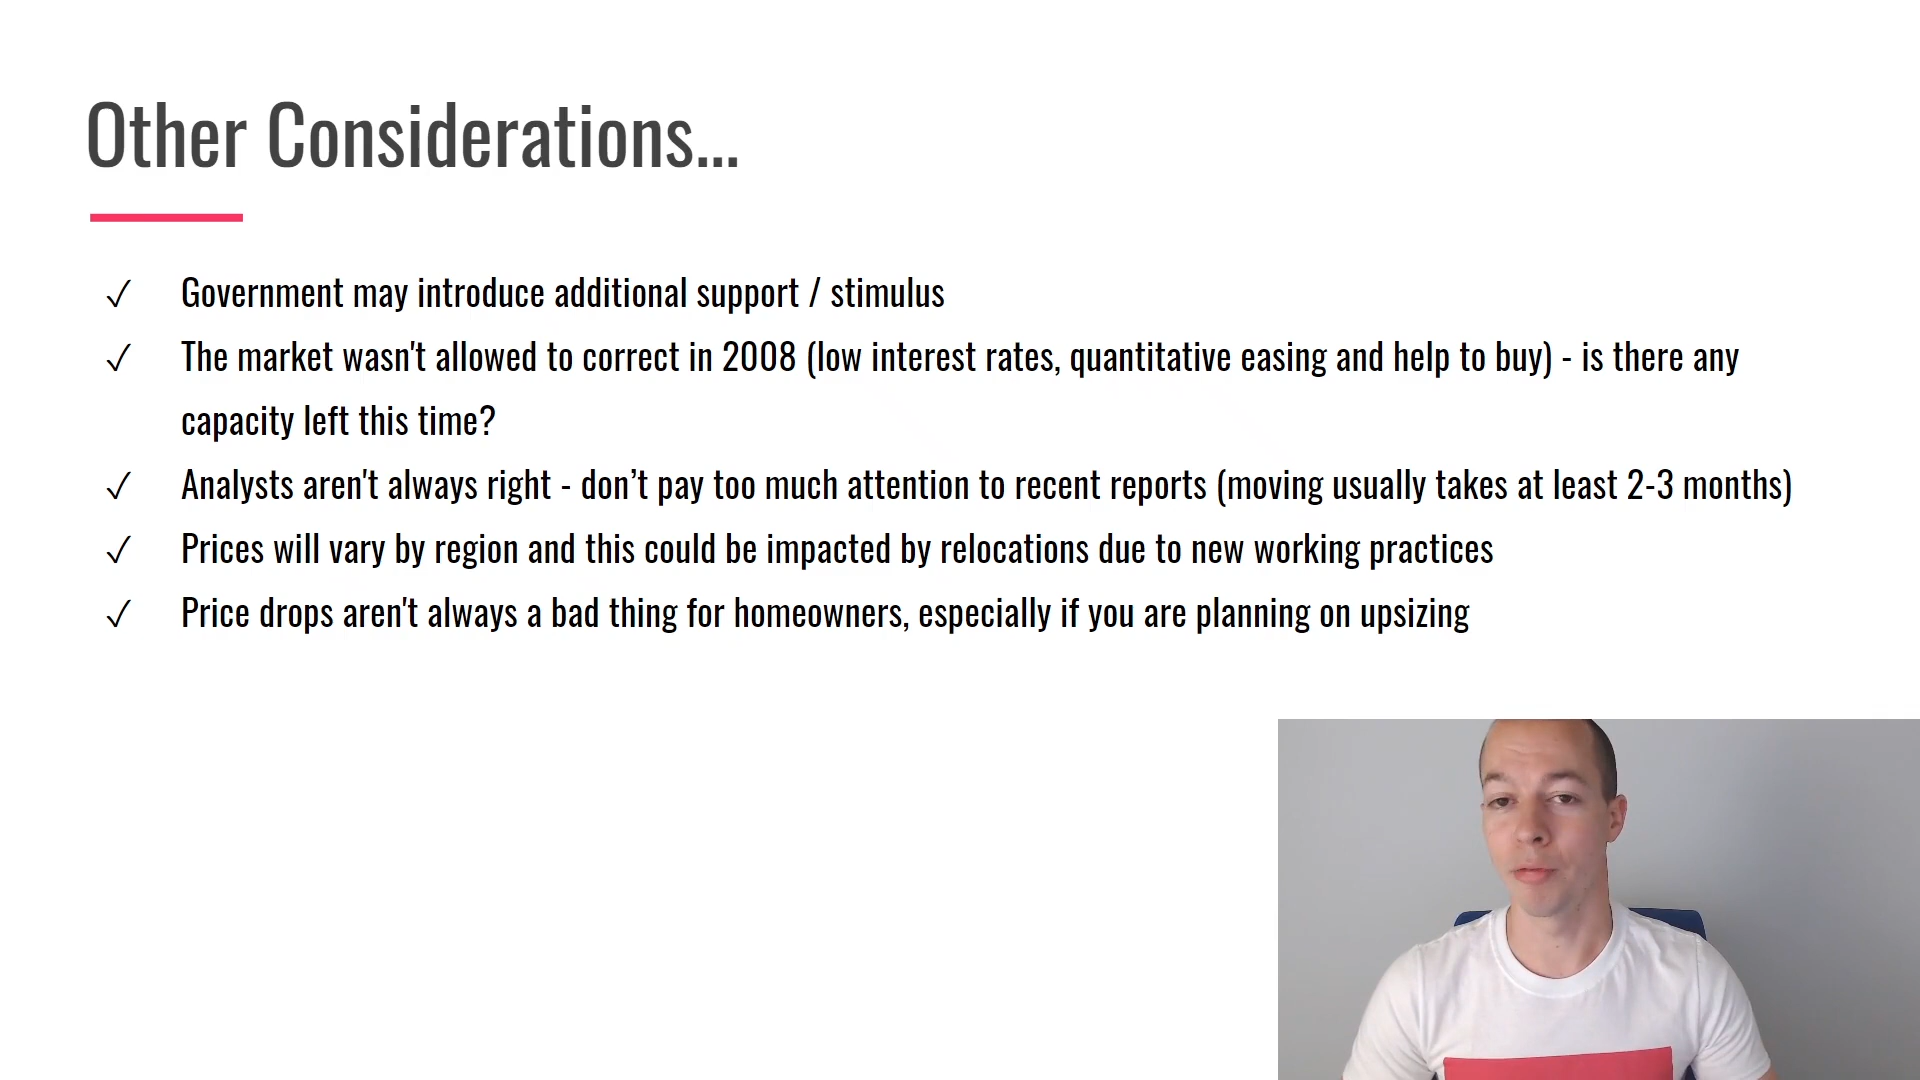 Other Considerations...
✓ Government may introduce additional support / stimulus
✓ The market wasn't allowed to correct in 2008 (low interest rates, quantitative easing and help to buy) - is there any
capacity left this time?
✓ Analysts aren't always right - don’t pay too much attention to recent reports (moving usually takes at least 2-3 months)
✓ Prices will vary by region and this could be impacted by relocations due to new working practices
✓ Price drops aren't always a bad thing for homeowners, especially if you are planning on upsizing